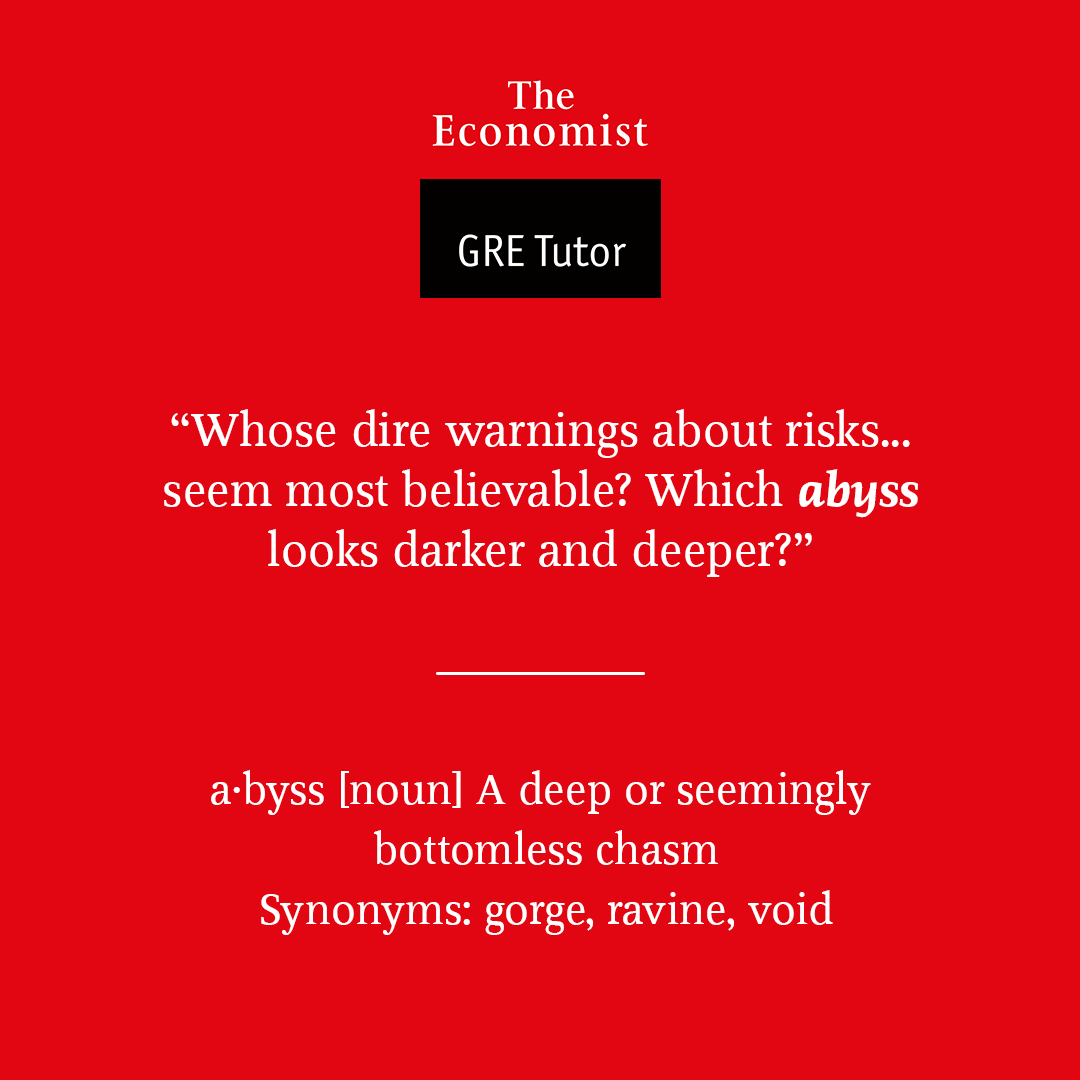 The
Economist
GRE Tutor
“Whose dire warnings about risks...
seem most believable? Which abyss
looks darker and deeper?”
a·byss [noun] A deep or seemingly
bottomless chasm
Synonyms: gorge, ravine, void